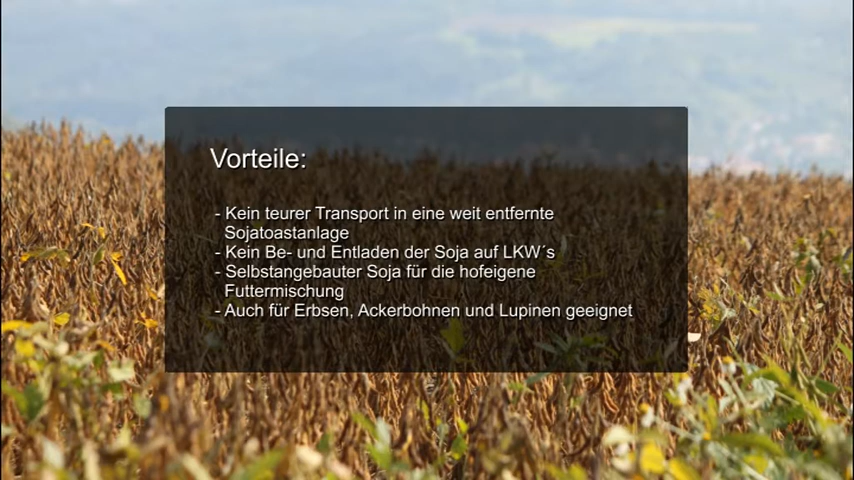 Vorteile:
- Kein teurer Transport in eine weit entfernte
Sojatoastanlage
- Kein Be- und Entladen der Soja auf LKW´s
- Selbstangebauter Soja für die hofeigene
Futtermischung
- Auch für Erbsen, Ackerbohnen und Lupinen geeignet